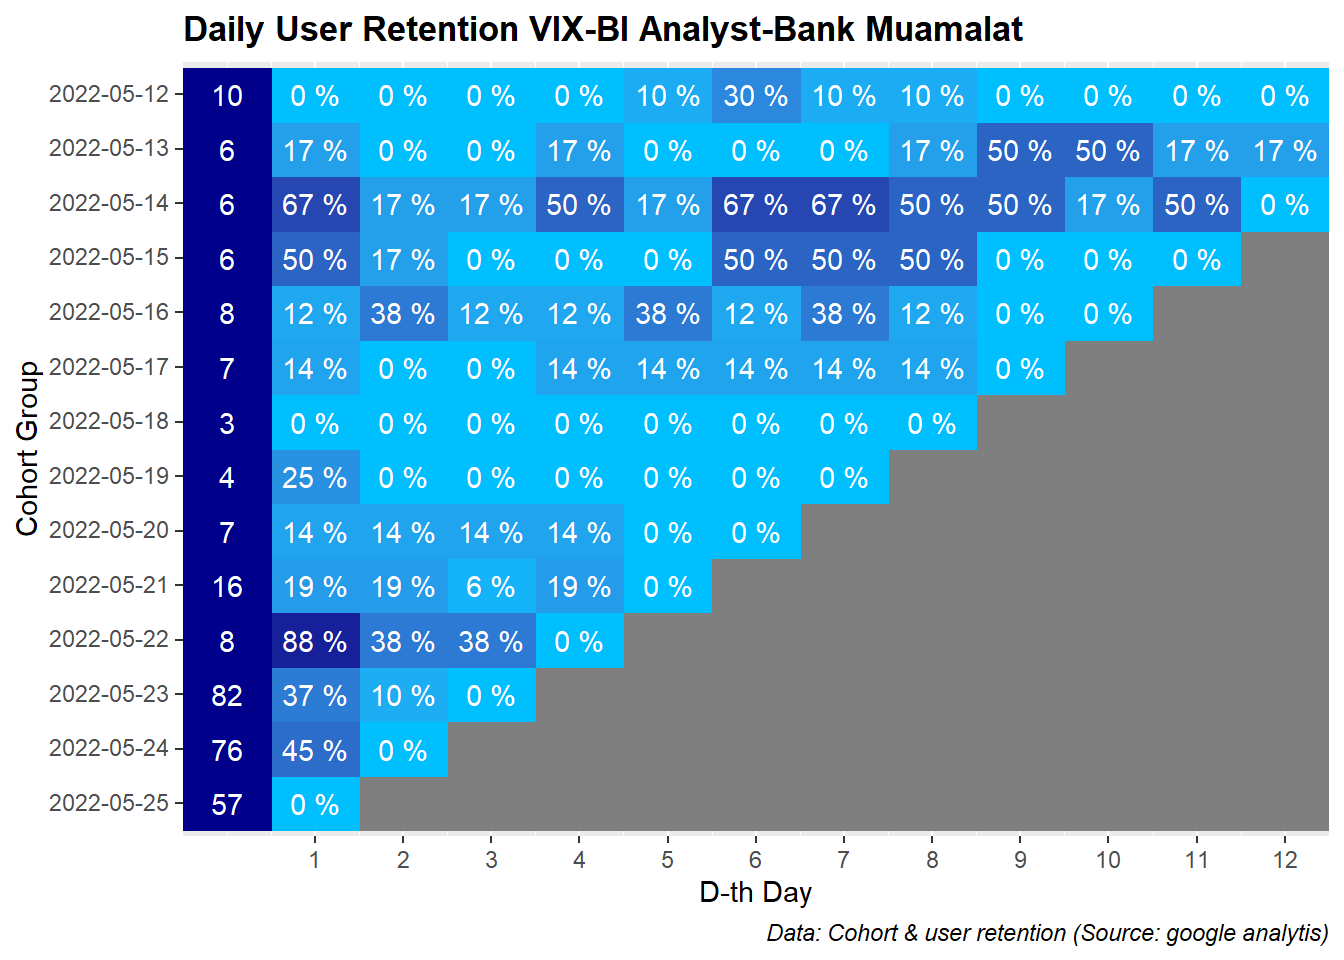 Daily User Retention VIX-BI Analyst-Bank Muamalat
Cohort Group
2022-05-12 10 0 % 0 % 0 % 0 % 10 % 30 % 10 % 10 % 0 % 0 % 0 % 0 %
2022-05-13 6 17 % 0 % 0 % 17 % 0 % 0 % 0 % 17 % 50 % 50 % 17 % 17 %
2022-05-14 6 67 % 17 % 17 % 50 % 17 % 67 % 67 % 50 % 50 % 17 % 50 % 0 %
2022-05-15 6 50 % 17 % 0 % 0 % 0 % 50 % 50 % 50 % 0 % 0 % 0 %
2022-05-16 8 12 % 38 % 12 % 12 % 38 % 12 % 38 % 12 % 0 % 0 %
2022-05-17 7 14 % 0 % 0 % 14 % 14 % 14 % 14 % 14 % 0 %
2022-05-18 3 0 % 0 % 0 % 0 % 0 % 0 % 0 % 0 %
2022-05-19 4 25 % 0 % 0 % 0 % 0 % 0 % 0 %
2022-05-20 7 14 % 14 % 14 % 14 % 0 % 0 %
2022-05-21 16 19 % 19 % 6 % 19 % 0 %
2022-05-22 8 88 % 38 % 38 % 0 %
2022-05-23 82 37 % 10 % 0 %
2022-05-24 76 45 % 0 %
2022-05-25 57 0 %
1 2 3 4 5 6 7 8 9 10 11 12
D-th Day
Data: Cohort & user retention (Source: google analytis)